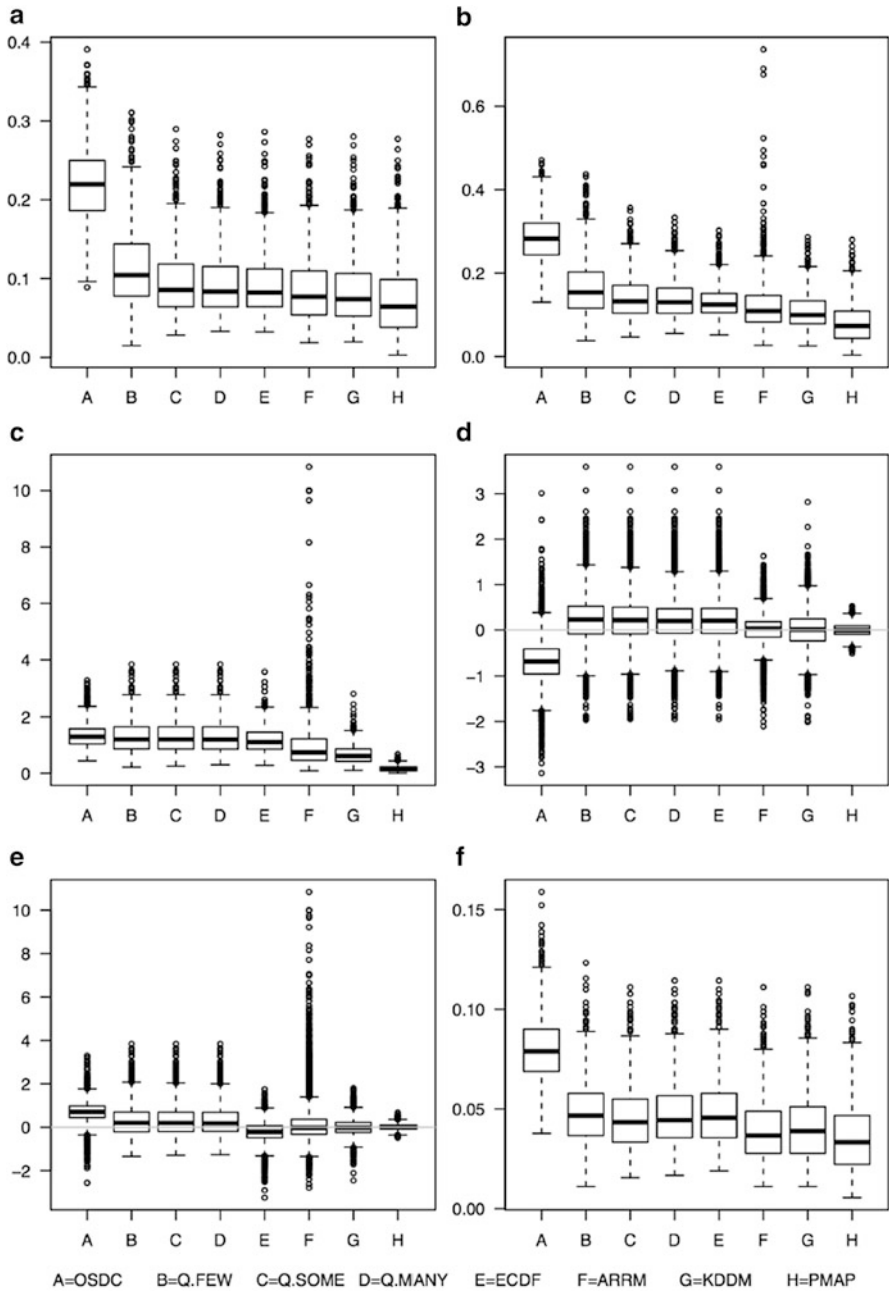 a
b
0.4
0.3
0.2
0.1
0.0
0.6
0.4
0.2
0.0
A B C D E F G H
A B C D E F G H
c
d
10
8
6
4
2
0
3
2
1
0
−1
−2
−3
A B C D E F G H
A B C D E F G H
e
f
10
8
6
4
2
0
−2
0.15
0.10
0.05
0.00
A B C D E F G H
A B C D E F G H
A=OSDC B=Q.FEW C=Q.SOME D=Q.MANY E=ECDF F=ARRM G=KDDM H=PMAP